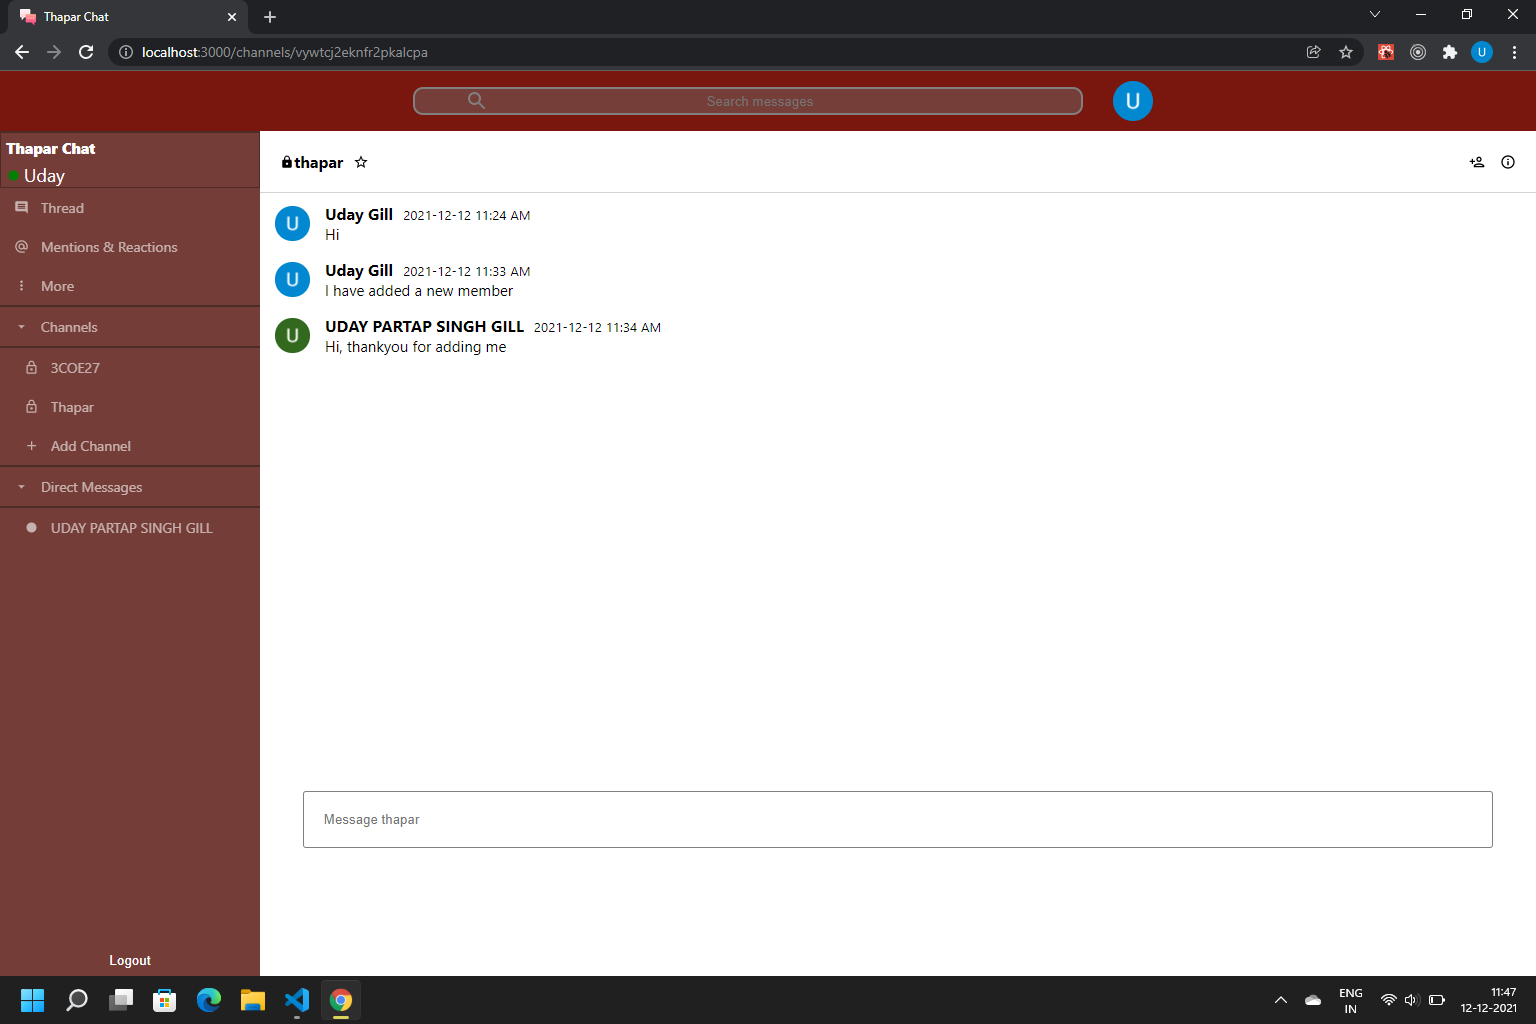 Thapar Chat
localhost:3000/channels/vywtcj2eknfr2pkalcpa
U
Search messages
U
Thapar Chat
Uday
Thread
Mentions & Reactions
More
Channels
3COE27
Thapar
Add Channel
Direct Messages
UDAY PARTAP SINGH GILL
Logout
thapar
U
Uday Gill 2021-12-12 11:24 AM
Hi
U
Uday Gill 2021-12-12 11:33 AM
I have added a new member
U
UDAY PARTAP SINGH GILL 2021-12-12 11:34 AM
Hi, thankyou for adding me
Message thapar
ENG
IN
11:47
12-12-2021